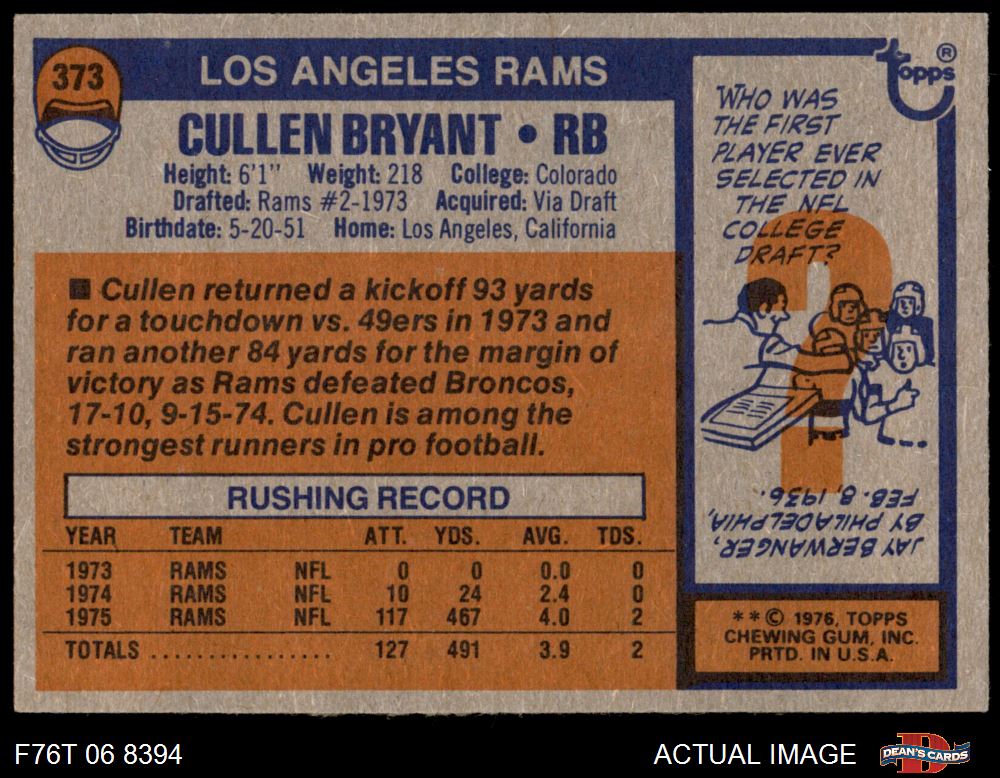 373
LOS ANGELES RAMS
CULLEN BRYANT • RB
Height: 6'1" Weight: 218 College: Colorado
Drafted: Rams #2-1973 Acquired: Via Draft
Birthdate: 5-20-51 Home: Los Angeles, California
■ Cullen returned a kickoff 93 yards
for a touchdown vs. 49ers in 1973 and
ran another 84 yards for the margin of
victory as Rams defeated Broncos,
17-10, 9-15-74. Cullen is among the
strongest runners in pro football.
RUSHING RECORD
YEAR TEAM ATT. YDS. AVG. TDS.
1973 RAMS NFL 0 0 0.0 0
1974 RAMS NFL 10 24 2.4 0
1975 RAMS NFL 117 467 4.0 2
TOTALS ................ 127 491 3.9 2
topps®
WHO WAS
THE FIRST
PLAYER EVER
SELECTED IN
THE NFL
COLLEGE
DRAFT?
?
JAY BERWANGER,
BY PHILADELPHIA,
FEB. 8, 1936.
**© 1976, TOPPS
CHEWING GUM, INC.
PRTD. IN U.S.A.
F76T 06 8394
ACTUAL IMAGE
D
DEAN'S CARDS